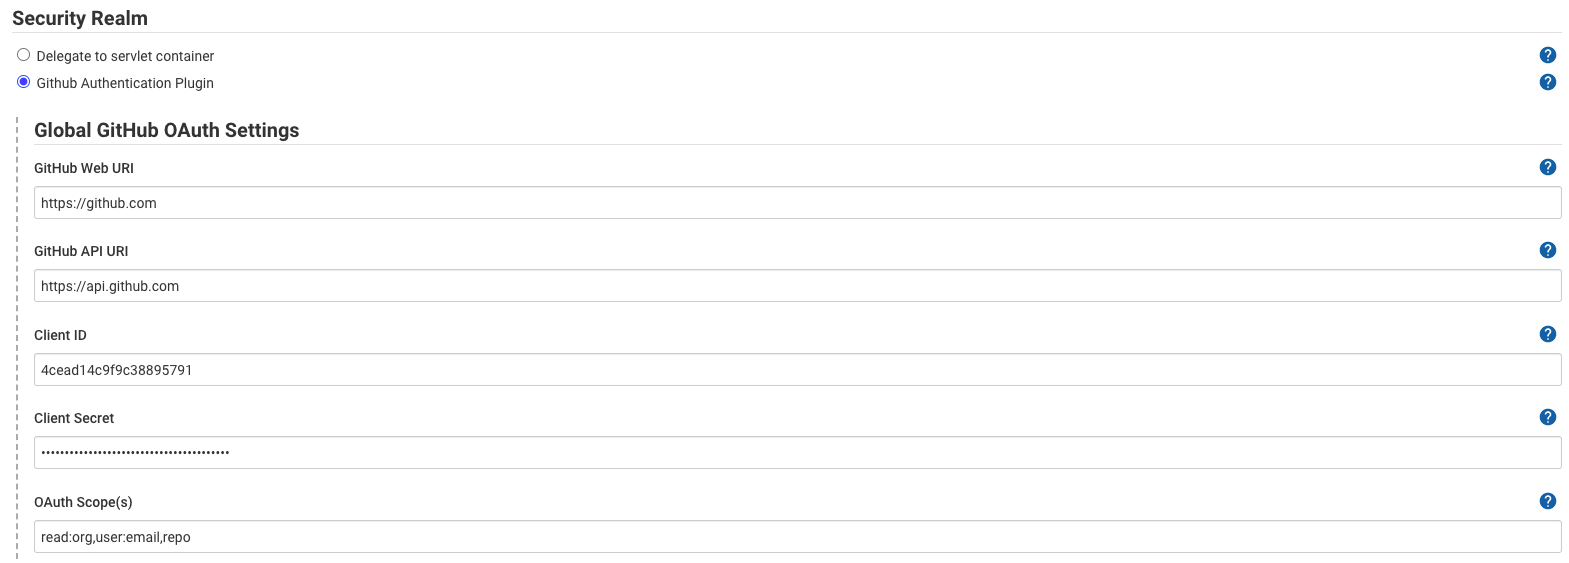 Security Realm
Delegate to servlet container
Github Authentication Plugin
Global GitHub OAuth Settings
GitHub Web URI
https://github.com
GitHub API URI
https://api.github.com
Client ID
4cead14c9f9c38895791
Client Secret
••••••••••••••••••••••••••••••••••••••••
OAuth Scope(s)
read:org,user:email,repo